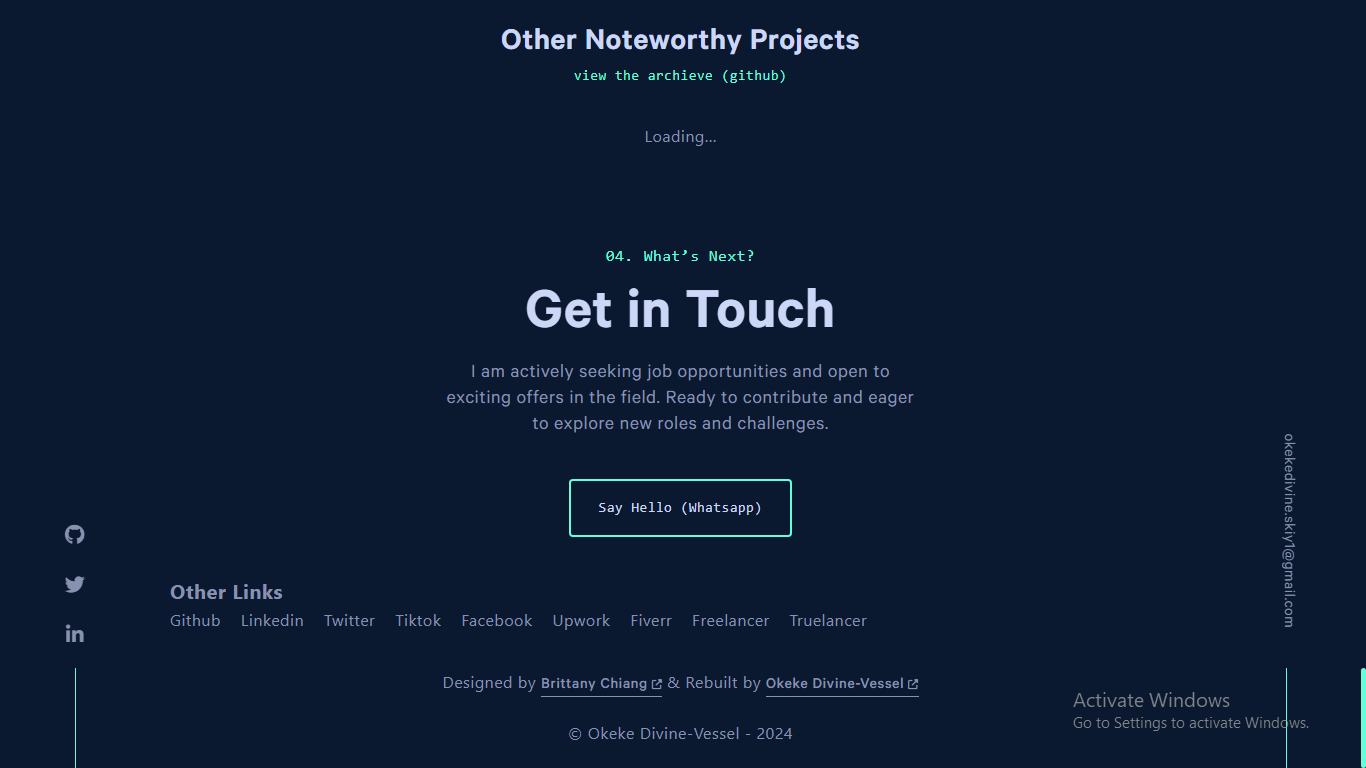 Other Noteworthy Projects
view the archieve (github)
Loading...
04. What’s Next?
Get in Touch
I am actively seeking job opportunities and open to
exciting offers in the field. Ready to contribute and eager
to explore new roles and challenges.
Say Hello (Whatsapp)
okekedivine.skiy1@gmail.com
Other Links
Github Linkedin Twitter Tiktok Facebook Upwork Fiverr Freelancer Truelancer
Designed by Brittany Chiang & Rebuilt by Okeke Divine-Vessel
© Okeke Divine-Vessel - 2024
Activate Windows
Go to Settings to activate Windows.